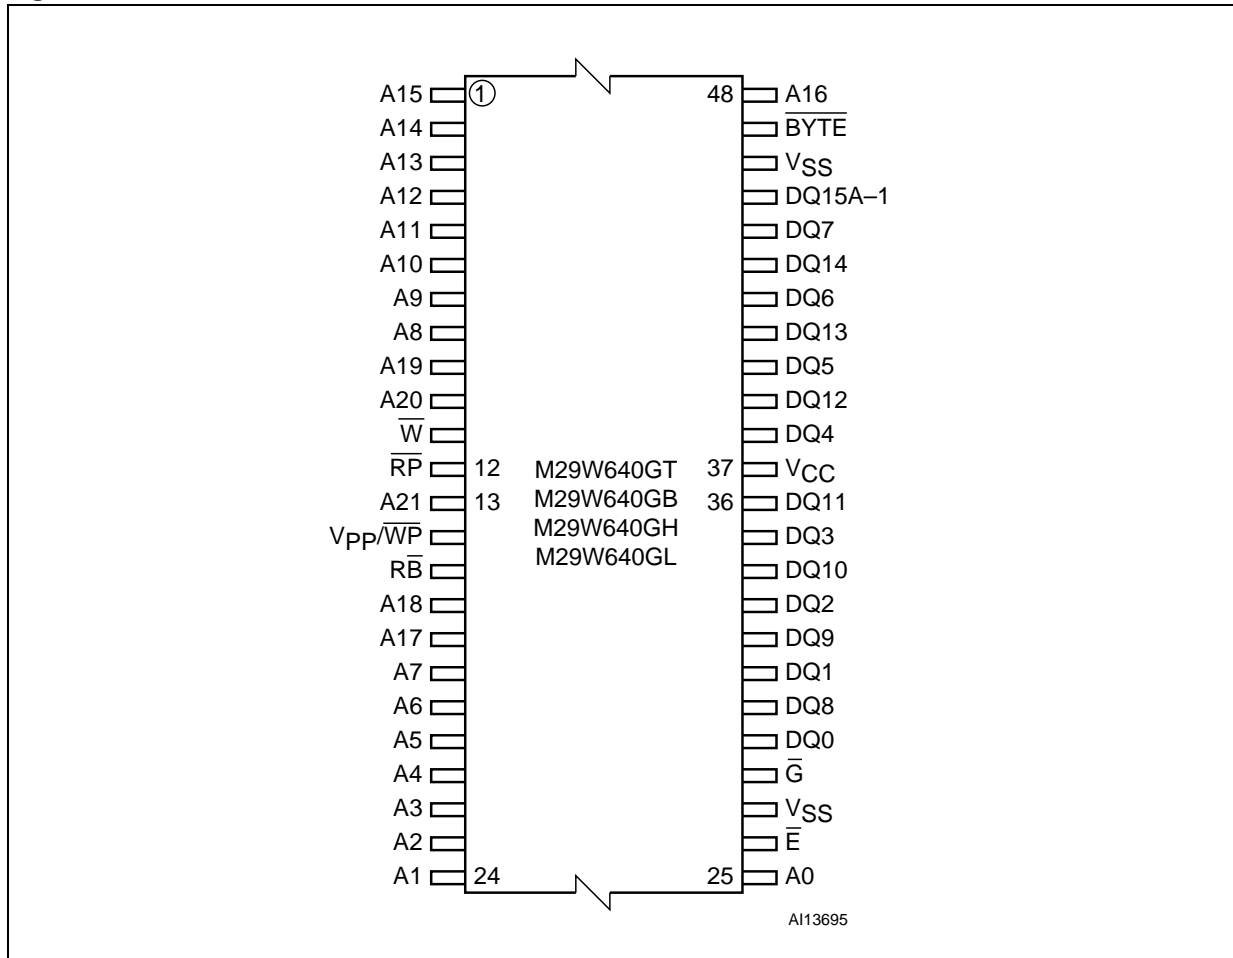 A15 1 48 A16
A14 B̅Y̅T̅E̅
A13 VSS
A12 DQ15A–1
A11 DQ7
A10 DQ14
A9 DQ6
A8 DQ13
A19 DQ5
A20 DQ12
W̅ DQ4
R̅P̅ 12 M29W640GT 37 VCC
A21 13 M29W640GB 36 DQ11
VPP/W̅P̅ M29W640GH DQ3
RB̅ M29W640GL DQ10
A18 DQ2
A17 DQ9
A7 DQ1
A6 DQ8
A5 DQ0
A4 G̅
A3 VSS
A2 E̅
A1 24 25 A0
AI13695